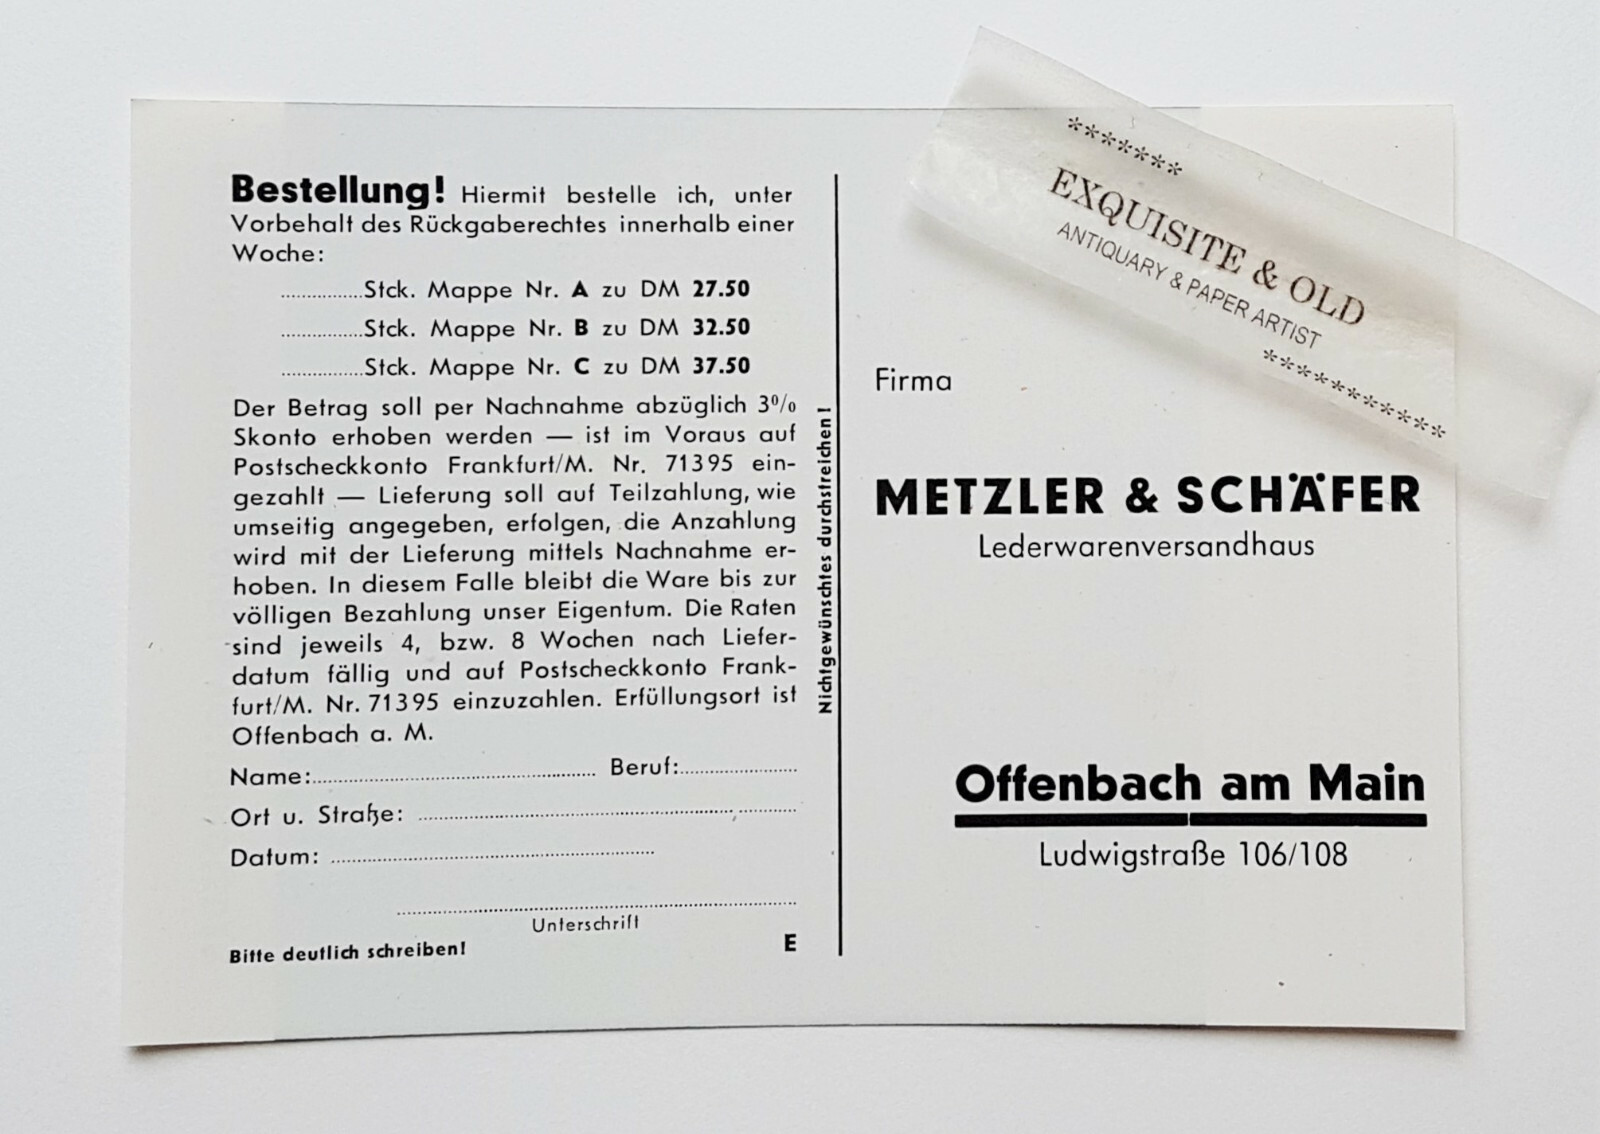 Bestellung! Hiermit bestelle ich, unter
Vorbehalt des Rückgaberechtes innerhalb einer
Woche:
................Stck. Mappe Nr. A zu DM 27.50
................Stck. Mappe Nr. B zu DM 32.50
................Stck. Mappe Nr. C zu DM 37.50
Der Betrag soll per Nachnahme abzüglich 3%
Skonto erhoben werden — ist im Voraus auf
Postscheckkonto Frankfurt/M. Nr. 71395 ein-
gezahlt — Lieferung soll auf Teilzahlung, wie
umseitig angegeben, erfolgen, die Anzahlung
wird mit der Lieferung mittels Nachnahme er-
hoben. In diesem Falle bleibt die Ware bis zur
völligen Bezahlung unser Eigentum. Die Raten
sind jeweils 4, bzw. 8 Wochen nach Liefer-
datum fällig und auf Postscheckkonto Frank-
furt/M. Nr. 71395 einzuzahlen. Erfüllungsort ist
Offenbach a. M.
Name:.................... Beruf:....................
Ort u. Straße: ....................
Datum: ....................
Unterschrift
Bitte deutlich schreiben! E
Nichtgewünschtes durchstreichen!
*******
EXQUISITE & OLD
ANTIQUARY & PAPER ARTIST
***********
Firma
METZLER & SCHÄFER
Lederwarenversandhaus
Offenbach am Main
Ludwigstraße 106/108